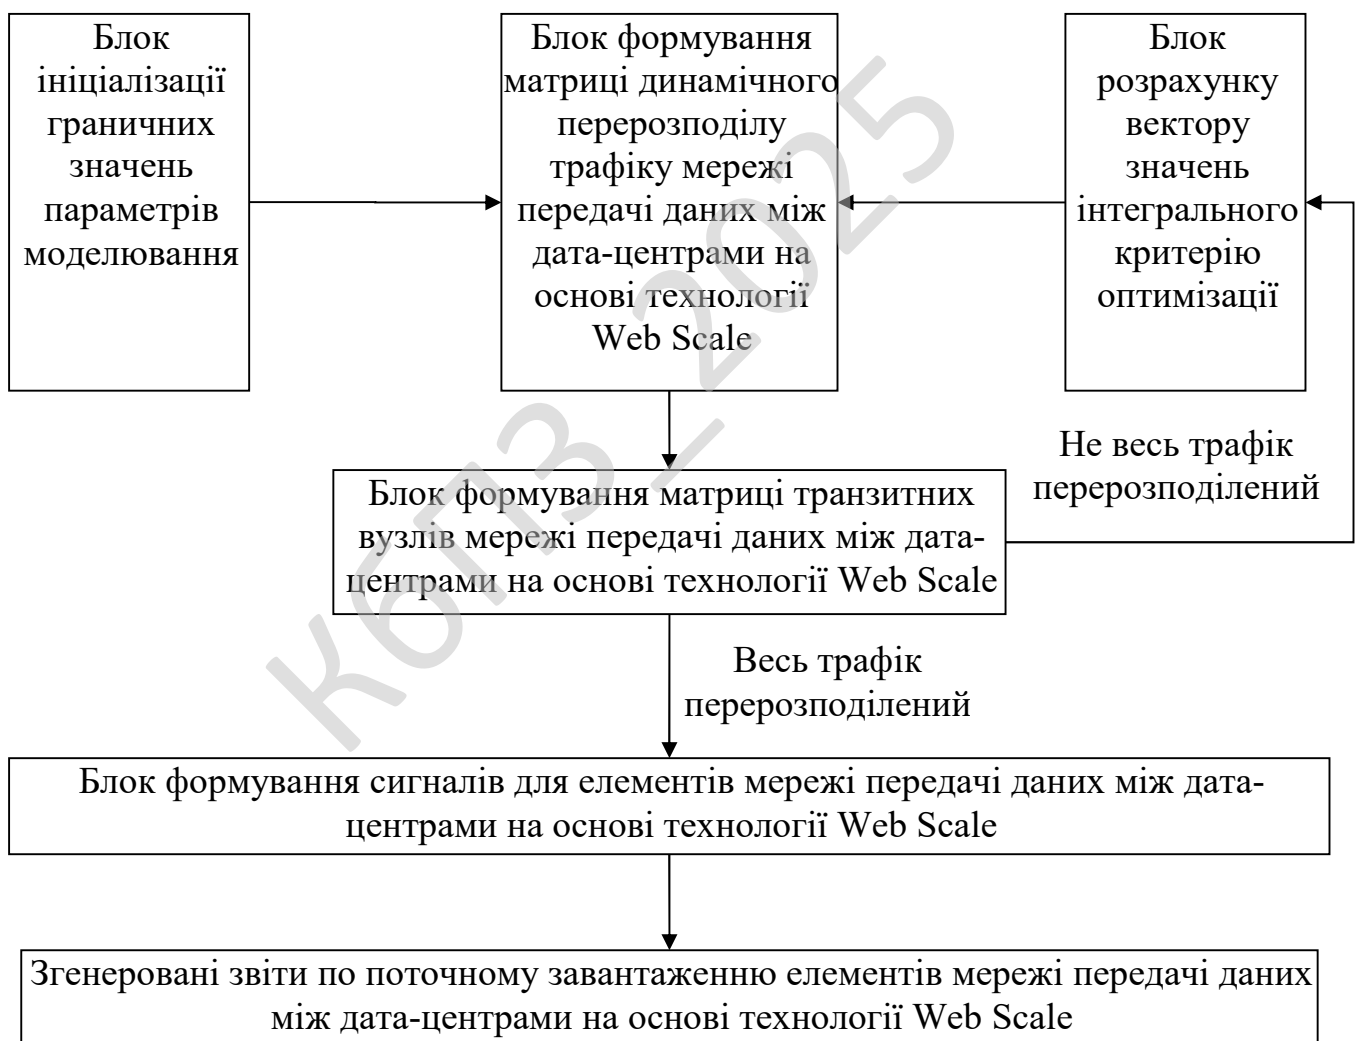 Блок
ініціалізації
граничних
значень
параметрів
моделювання
Блок формування
матриці динамічного
перерозподілу
трафіку мережі
передачі даних між
дата-центрами на
основі технології
Web Scale
Блок
розрахунку
вектору
значень
інтегрального
критерію
оптимізації
Не весь трафік
перерозподілений
Блок формування матриці транзитних
вузлів мережі передачі даних між дата-
центрами на основі технології Web Scale
Весь трафік
перерозподілений
Блок формування сигналів для елементів мережі передачі даних між дата-
центрами на основі технології Web Scale
Згенеровані звіти по поточному завантаженню елементів мережі передачі даних
між дата-центрами на основі технології Web Scale
КбПЗ_2025